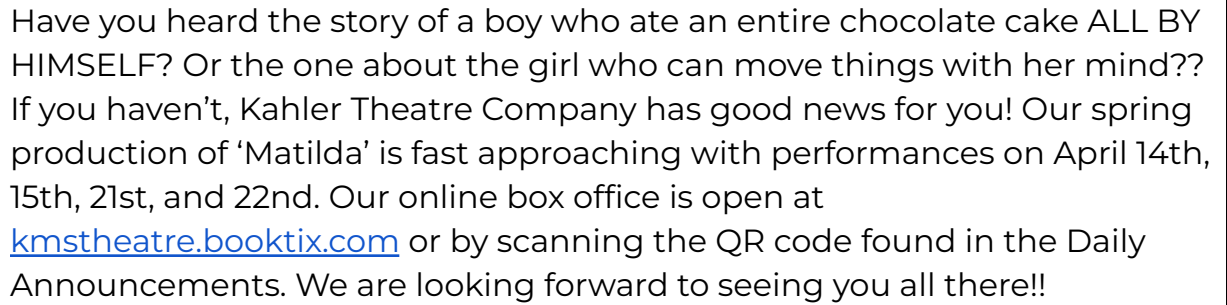 Have you heard the story of a boy who ate an entire chocolate cake ALL BY
HIMSELF? Or the one about the girl who can move things with her mind??
If you haven’t, Kahler Theatre Company has good news for you! Our spring
production of ‘Matilda’ is fast approaching with performances on April 14th,
15th, 21st, and 22nd. Our online box office is open at
kmstheatre.booktix.com or by scanning the QR code found in the Daily
Announcements. We are looking forward to seeing you all there!!